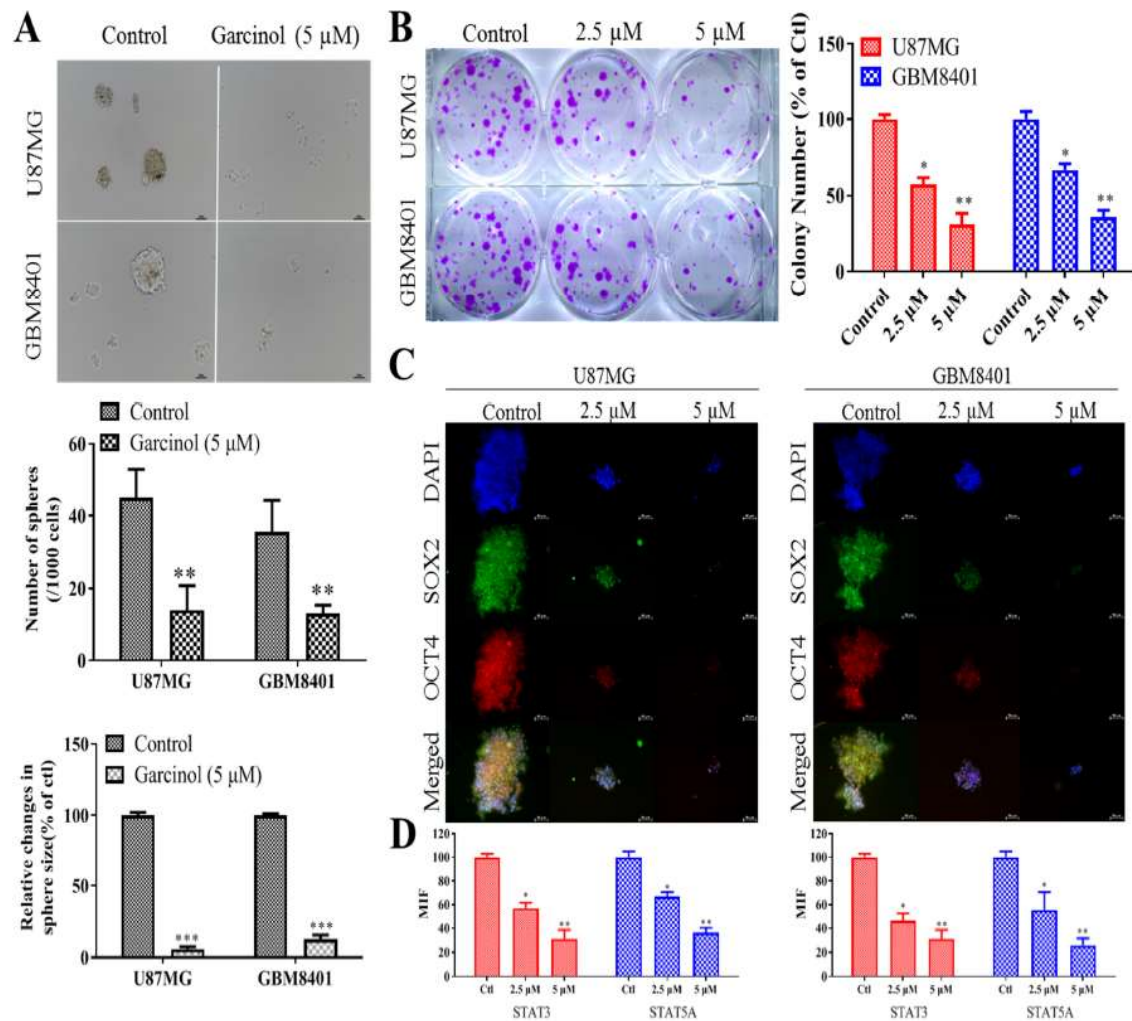 A
Control
Garcinol (5 µM)
U87MG
GBM8401
Control
Garcinol (5 µM)
Number of spheres
(/1000 cells)
60
40
20
0
**
**
U87MG
GBM8401
Control
Garcinol (5 µM)
Relative changes in
sphere size(% of ctl)
150
100
50
0
***
***
U87MG
GBM8401
B
Control
2.5 µM
5 µM
U87MG
GBM8401
Colony Number (% of Ctl)
150
100
50
0
U87MG
GBM8401
*
**
*
**
Control
2.5 µM
5 µM
Control
2.5 µM
5 µM
C
U87MG
Control
2.5 µM
5 µM
DAPI
SOX2
OCT4
Merged
GBM8401
Control
2.5 µM
5 µM
DAPI
SOX2
OCT4
Merged
D
MIF
120
100
80
60
40
20
0
*
**
*
**
Ctl
2.5 µM
5 µM
Ctl
2.5 µM
5 µM
STAT3
STAT5A
MIF
120
100
80
60
40
20
0
*
**
*
**
Ctl
2.5 µM
5 µM
Ctl
2.5 µM
5 µM
STAT3
STAT5A